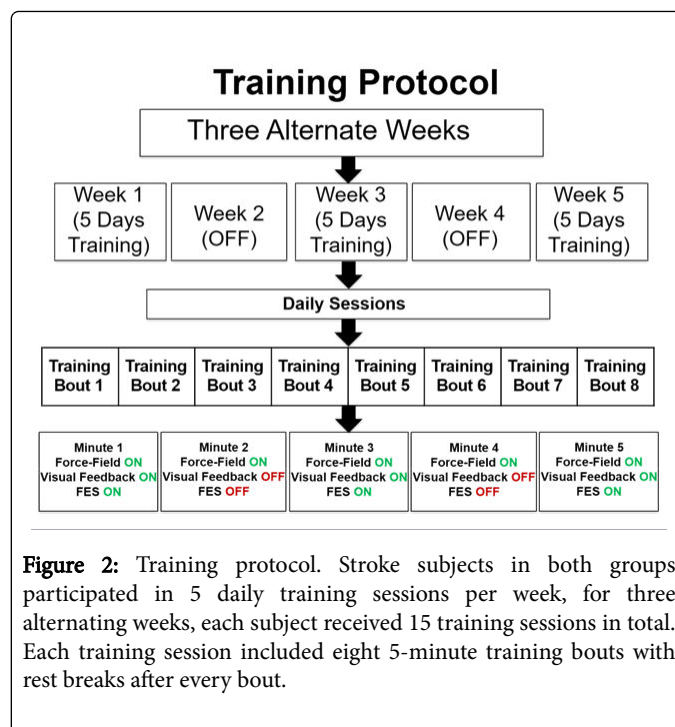 Training Protocol
Three Alternate Weeks
Week 1
(5 Days
Training)
Week 2
(OFF)
Week 3
(5 Days
Training)
Week 4
(OFF)
Week 5
(5 Days
Training)
Daily Sessions
Training
Bout 1
Training
Bout 2
Training
Bout 3
Training
Bout 4
Training
Bout 5
Training
Bout 6
Training
Bout 7
Training
Bout 8
Minute 1
Force-Field ON
Visual Feedback ON
FES ON
Minute 2
Force-Field ON
Visual Feedback OFF
FES OFF
Minute 3
Force-Field ON
Visual Feedback ON
FES ON
Minute 4
Force-Field ON
Visual Feedback OFF
FES OFF
Minute 5
Force-Field ON
Visual Feedback ON
FES ON
Figure 2: Training protocol. Stroke subjects in both groups
participated in 5 daily training sessions per week, for three
alternating weeks, each subject received 15 training sessions in total.
Each training session included eight 5-minute training bouts with
rest breaks after every bout.